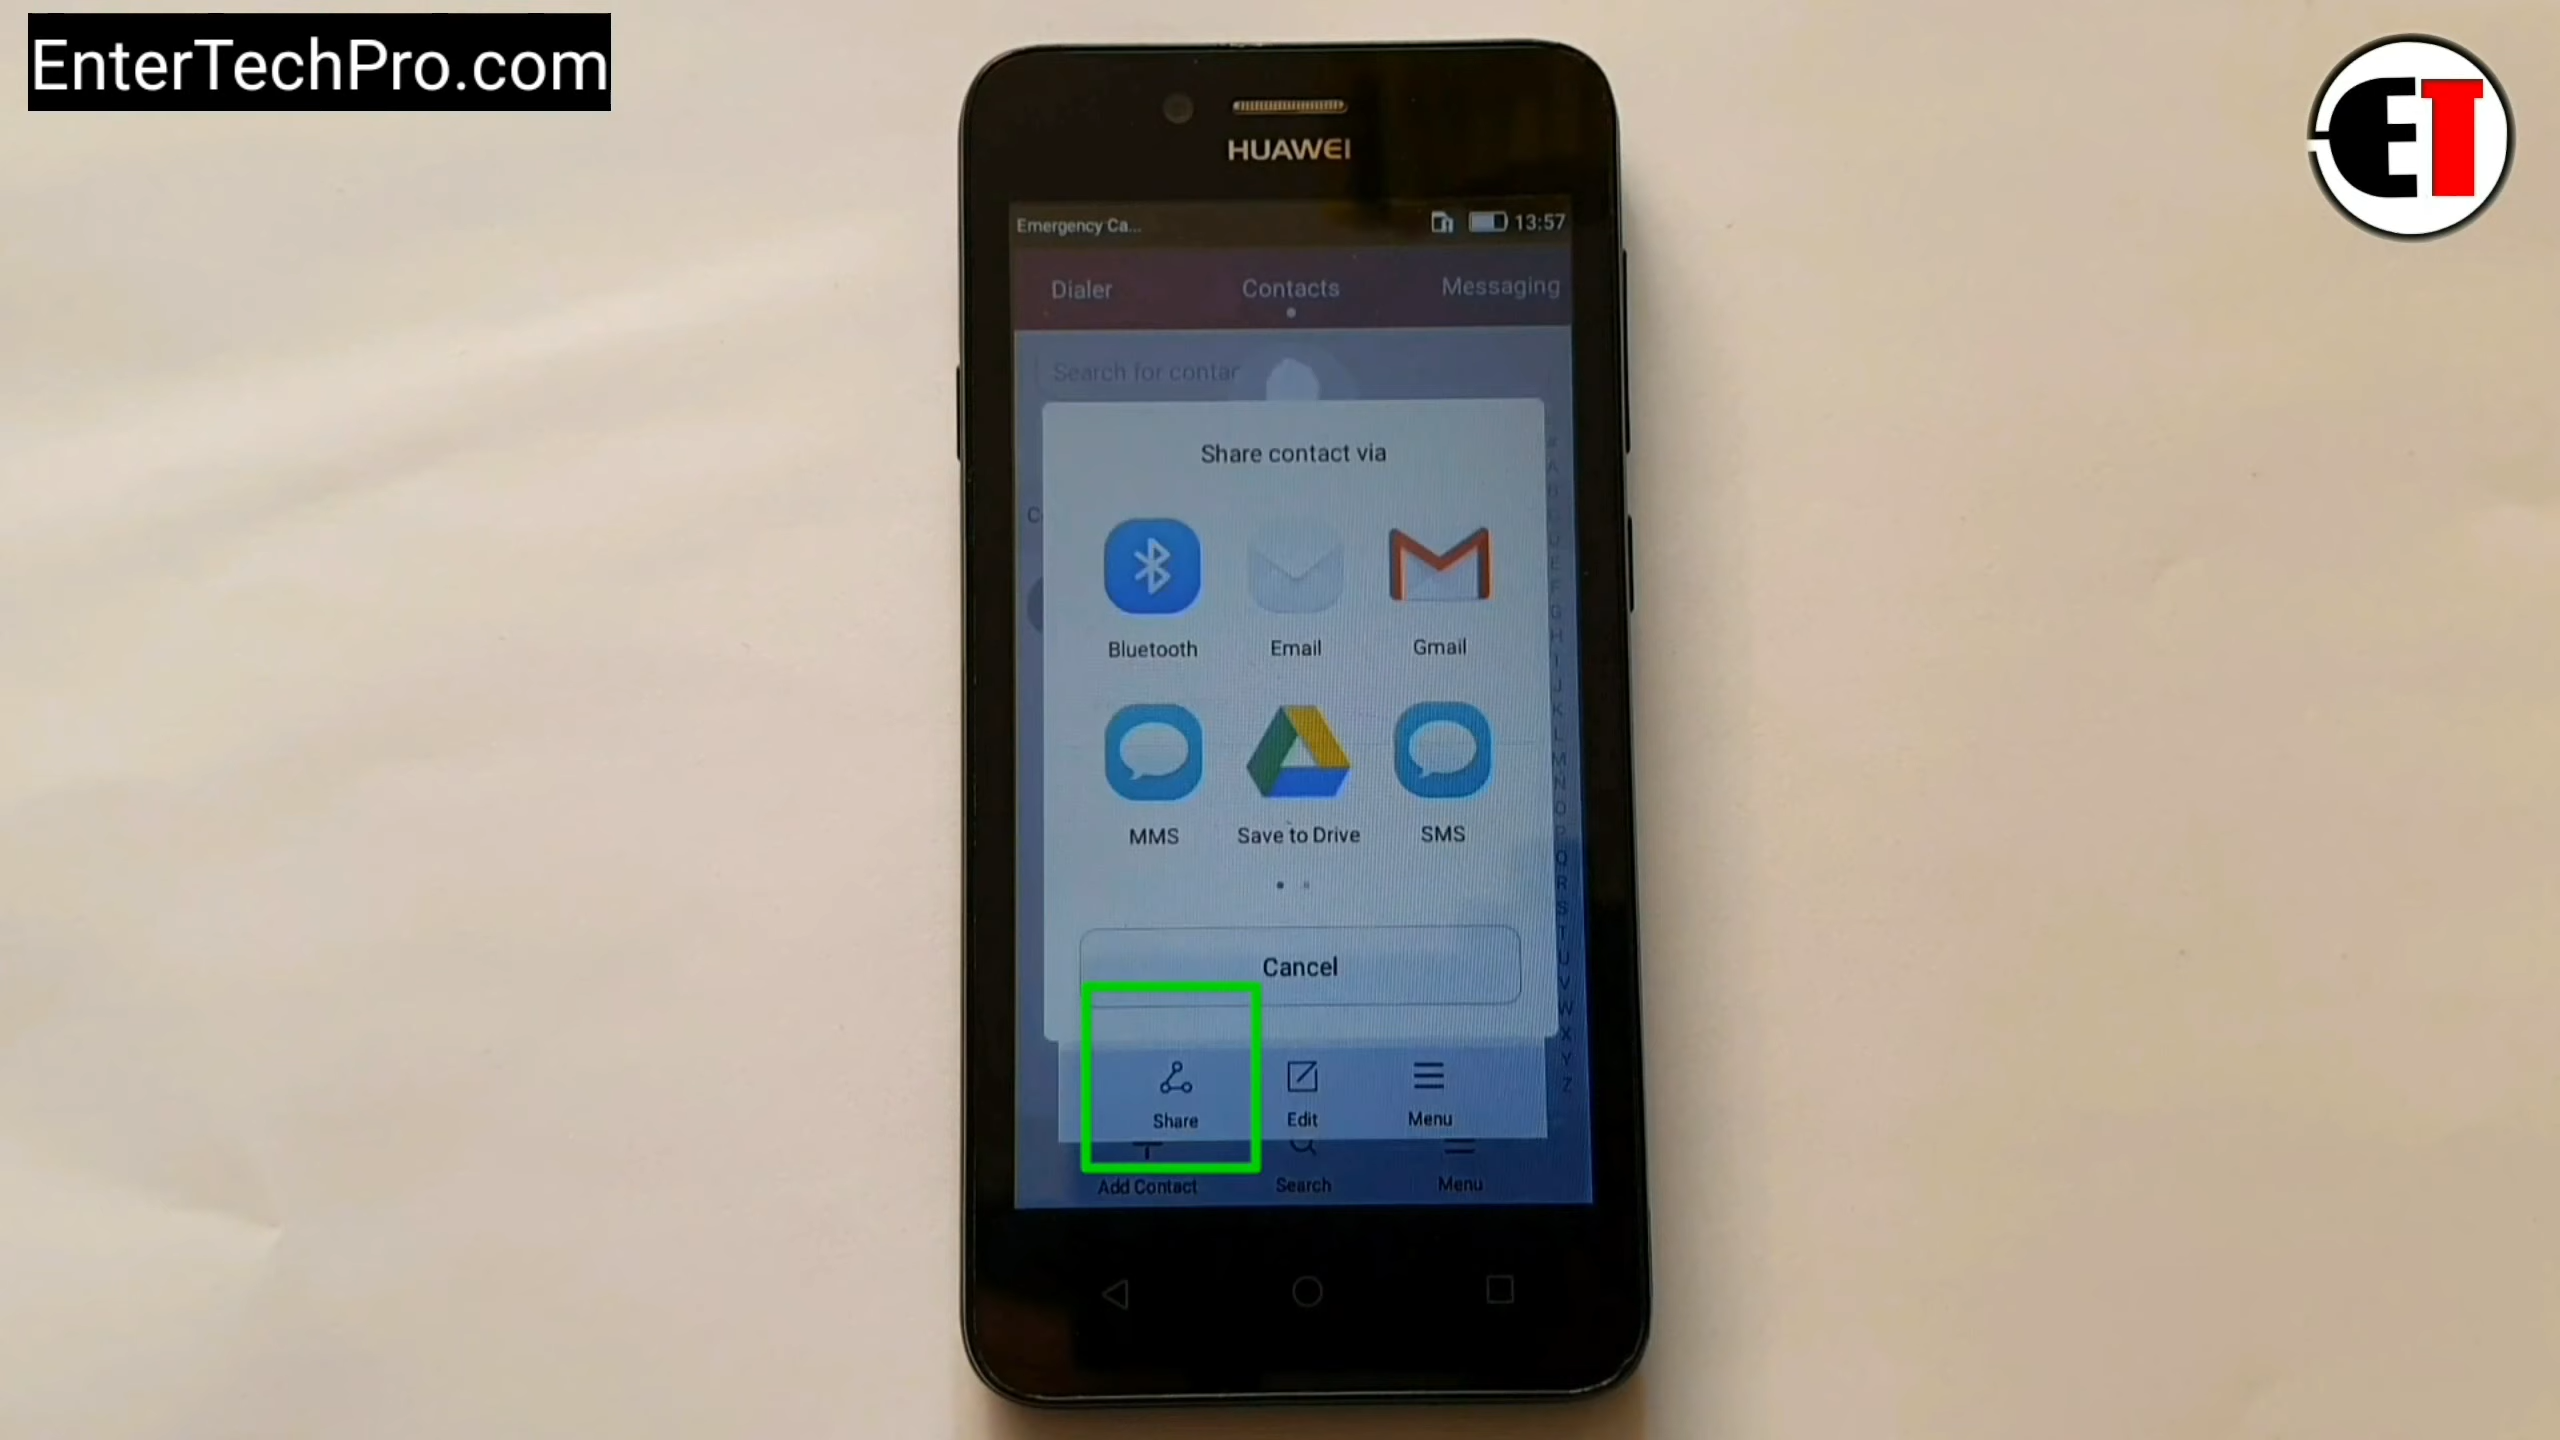 EnterTechPro.com
ET
HUAWEI
Emergency Ca... 13:57
Dialer Contacts Messaging
Search for contac
Share contact via
Bluetooth Email Gmail
MMS Save to Drive SMS
Cancel
Share Edit Menu
Add Contact Search Menu
E
F
G
H
I
J
K
L
M
N
O
P
Q
R
S
T
U
V
W
X
Y
Z